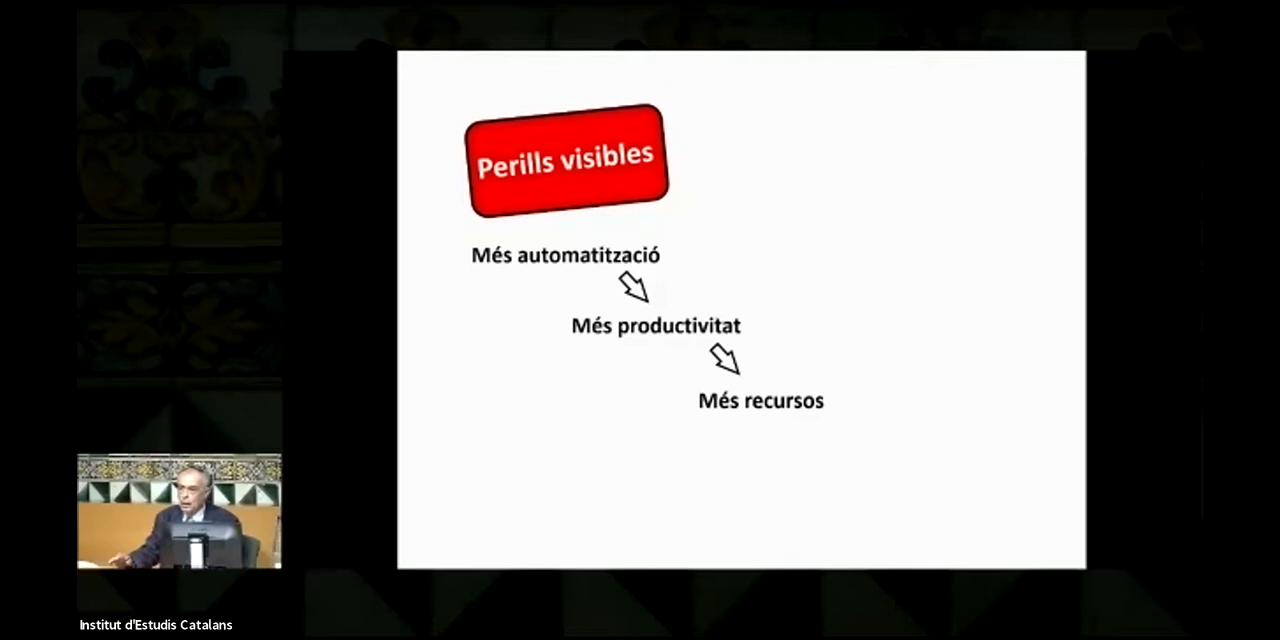 Perills visibles
Més automatització
Més productivitat
Més recursos
Institut d'Estudis Catalans